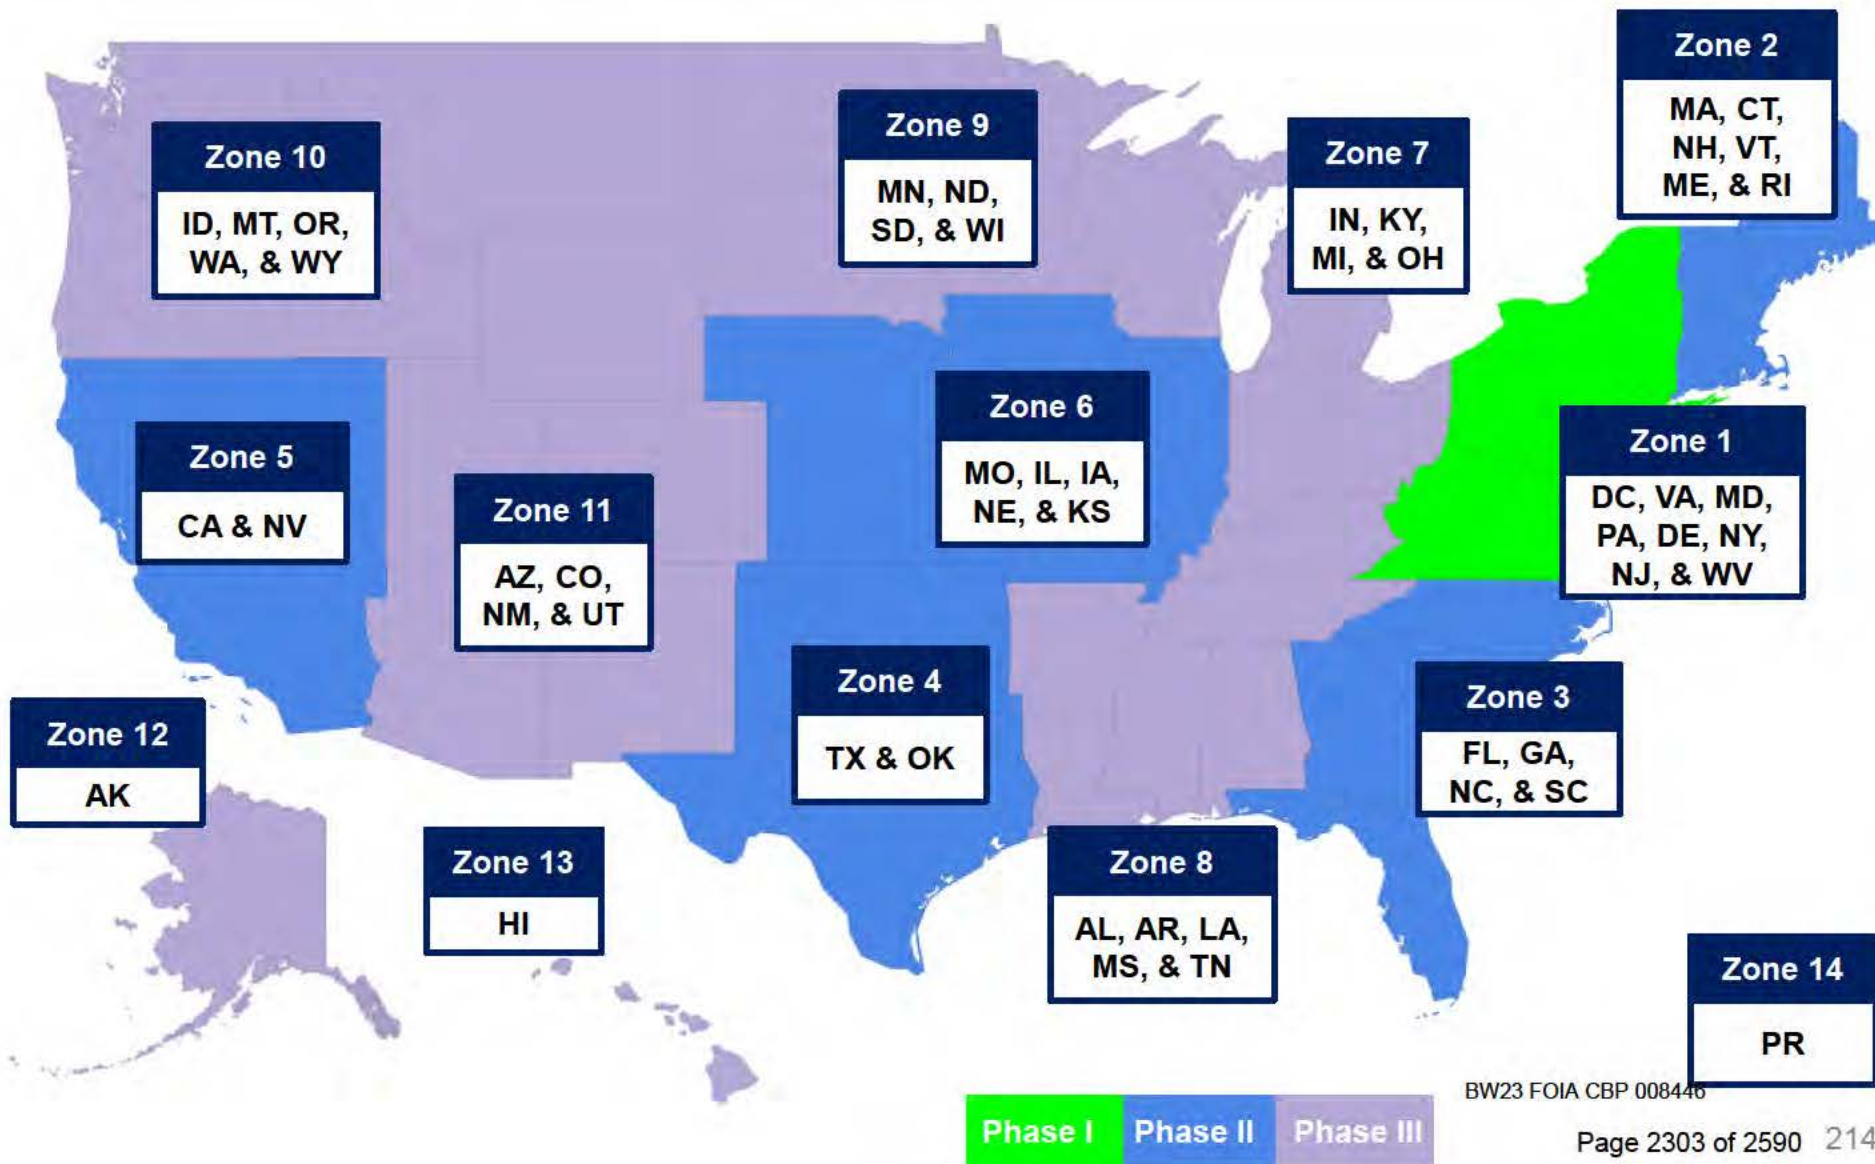 Zone 2
MA, CT,
NH, VT,
ME, & RI
Zone 9
MN, ND,
SD, & WI
Zone 7
IN, KY,
MI, & OH
Zone 10
ID, MT, OR,
WA, & WY
Zone 6
MO, IL, IA,
NE, & KS
Zone 1
DC, VA, MD,
PA, DE, NY,
NJ, & WV
Zone 5
CA & NV
Zone 11
AZ, CO,
NM, & UT
Zone 4
TX & OK
Zone 3
FL, GA,
NC, & SC
Zone 12
AK
Zone 13
HI
Zone 8
AL, AR, LA,
MS, & TN
Zone 14
PR
BW23 FOIA CBP 008446
Phase I Phase II Phase III
Page 2303 of 2590 214